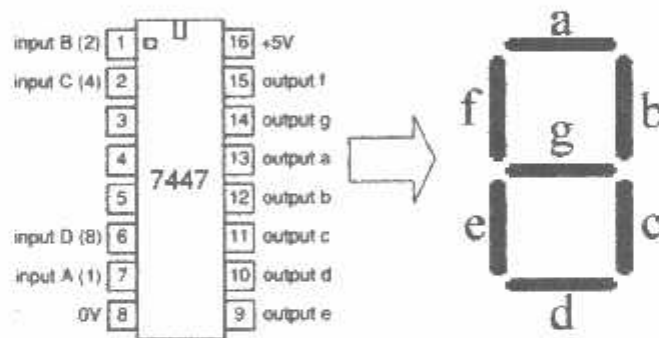 input B (2) 1 16 +5V
input C (4) 2 15 output f
3 14 output g
4 13 output a
7447
5 12 output b
input D (8) 6 11 output c
input A (1) 7 10 output d
0V 8 9 output e
a
f b
g
e c
d